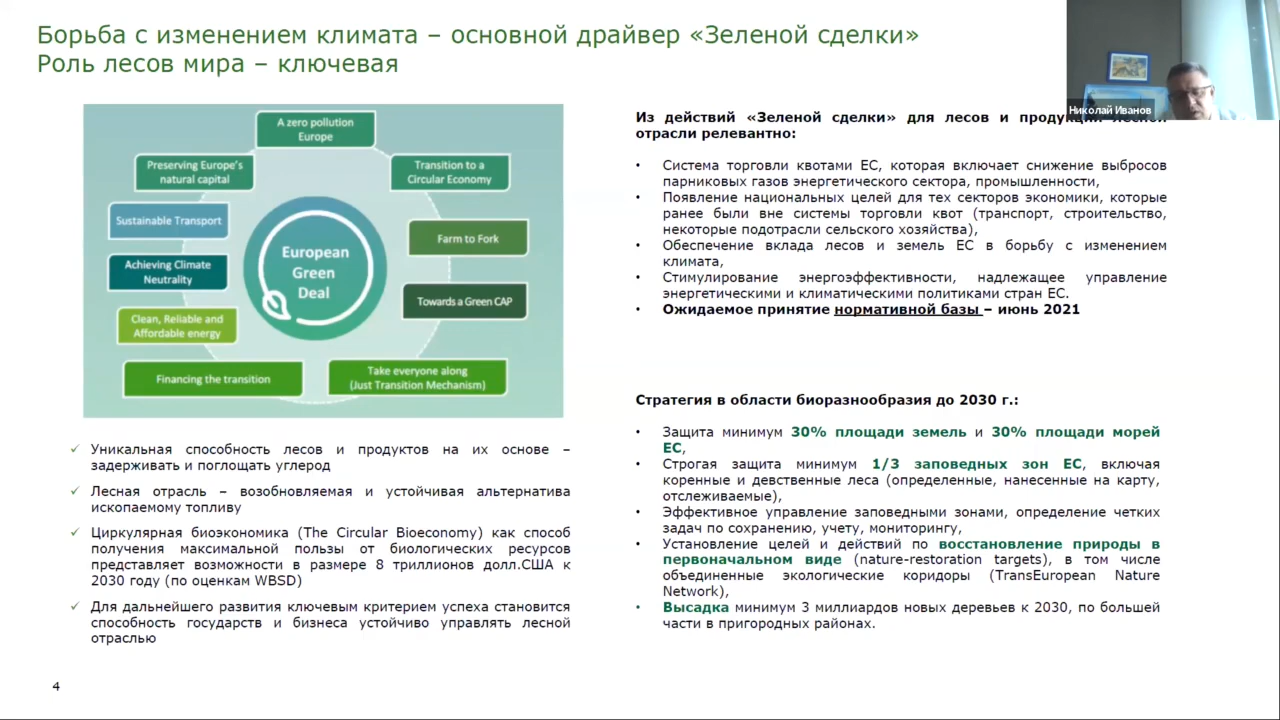 Борьба с изменением климата – основной драйвер «Зеленой сделки»
Роль лесов мира – ключевая
Николай Иванов
A zero pollution
Europe
Preserving Europe's
natural capital
Transition to a
Circular Economy
Sustainable Transport
Farm to Fork
European
Green
Deal
Achieving Climate
Neutrality
Towards a Green CAP
Clean, Reliable and
Affordable energy
Financing the transition
Take everyone along
(Just Transition Mechanism)
Уникальная способность лесов и продуктов на их основе –
задерживать и поглощать углерод
Лесная отрасль – возобновляемая и устойчивая альтернатива
ископаемому топливу
Циркулярная биоэкономика (The Circular Bioeconomy) как способ
получения максимальной пользы от биологических ресурсов
представляет возможности в размере 8 триллионов долл.США к
2030 году (по оценкам WBSD)
Для дальнейшего развития ключевым критерием успеха становится
способность государств и бизнеса устойчиво управлять лесной
отраслью
Из действий «Зеленой сделки» для лесов и продукции лесной
отрасли релевантно:
• Система торговли квотами ЕС, которая включает снижение выбросов
парниковых газов энергетического сектора, промышленности,
• Появление национальных целей для тех секторов экономики, которые
ранее были вне системы торговли квот (транспорт, строительство,
некоторые подотрасли сельского хозяйства),
• Обеспечение вклада лесов и земель ЕС в борьбу с изменением
климата,
• Стимулирование энергоэффективности, надлежащее управление
энергетическими и климатическими политиками стран ЕС.
• Ожидаемое принятие нормативной базы – июнь 2021
Стратегия в области биоразнообразия до 2030 г.:
• Защита минимум 30% площади земель и 30% площади морей
ЕС,
• Строгая защита минимум 1/3 заповедных зон ЕС, включая
коренные и девственные леса (определенные, нанесенные на карту,
отслеживаемые),
• Эффективное управление заповедными зонами, определение четких
задач по сохранению, учету, мониторингу,
• Установление целей и действий по восстановление природы в
первоначальном виде (nature-restoration targets), в том числе
объединенные экологические коридоры (TransEuropean Nature
Network),
• Высадка минимум 3 миллиардов новых деревьев к 2030, по большей
части в пригородных районах.
4